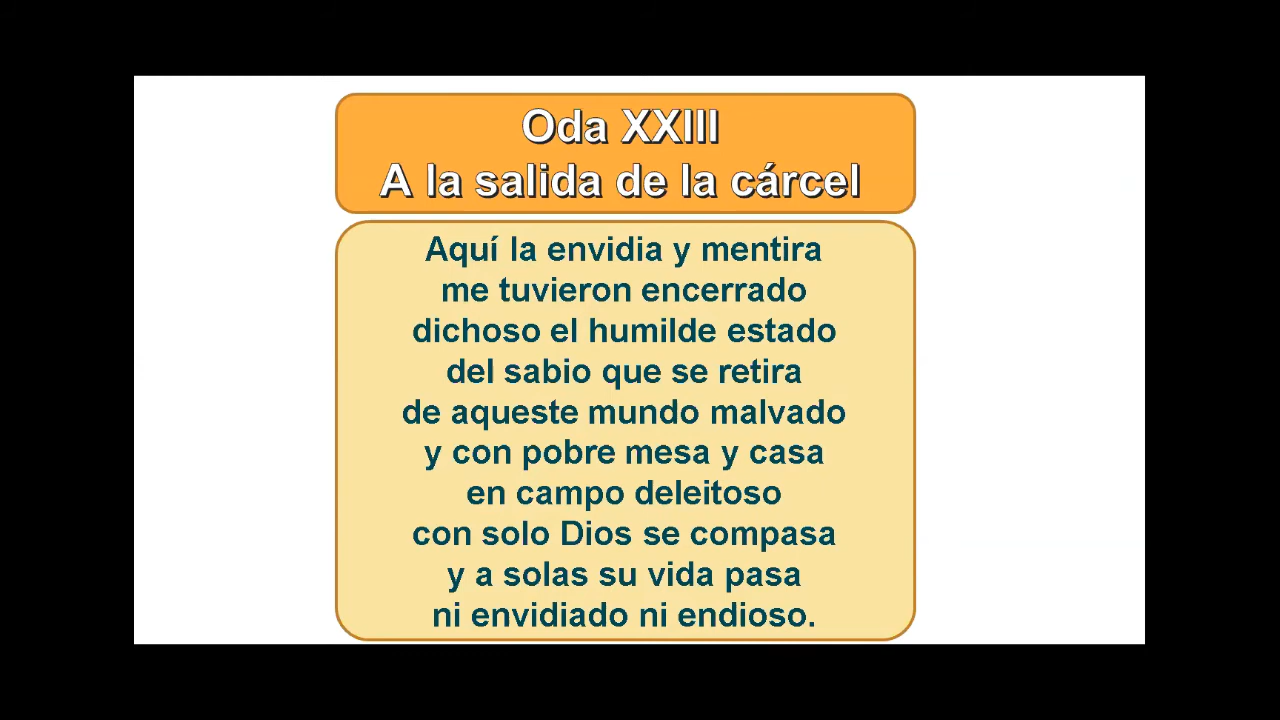 Oda XXIII
A la salida de la cárcel
Aquí la envidia y mentira
me tuvieron encerrado
dichoso el humilde estado
del sabio que se retira
de aqueste mundo malvado
y con pobre mesa y casa
en campo deleitoso
con solo Dios se compasa
y a solas su vida pasa
ni envidiado ni endioso.